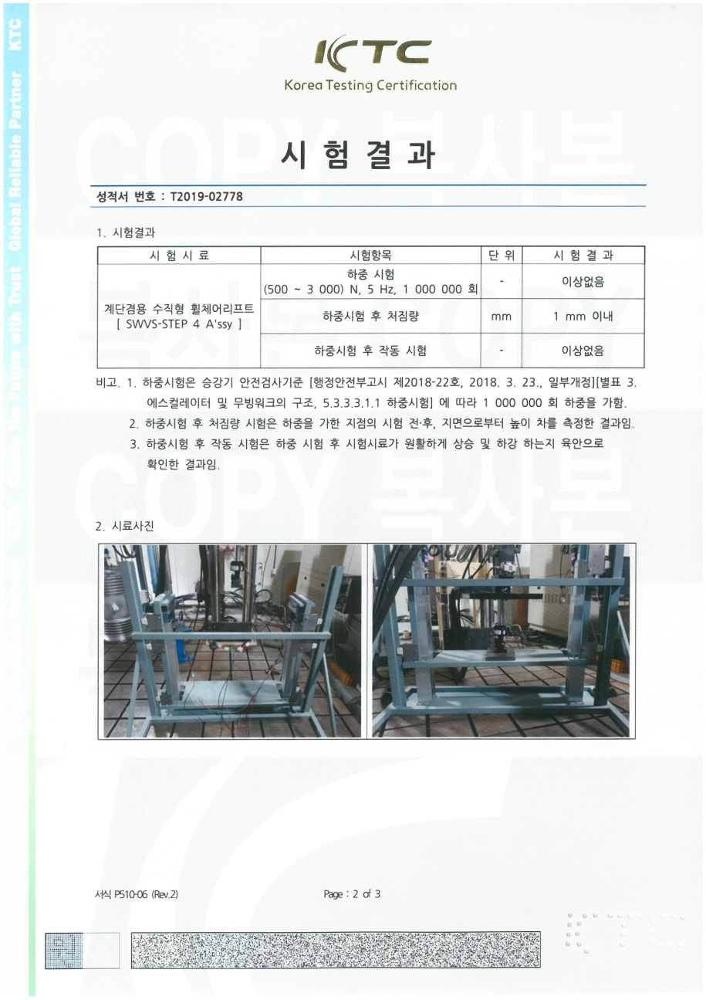 KTC
Korea Testing Certification
COPY 복사본
시 험 결 과
성적서 번호 : T2019-02778
1. 시험결과
시 험 시 료
시험항목
단 위
시 험 결 과
계단겸용 수직형 휠체어리프트
[ SWVS-STEP 4 A'ssy ]
하중 시험
(500 ~ 3 000) N, 5 Hz, 1 000 000 회
-
이상없음
하중시험 후 처짐량
mm
1 mm 이내
하중시험 후 작동 시험
-
이상없음
복사본 COPY
비고. 1. 하중시험은 승강기 안전검사기준 [행정안전부고시 제2018-22호, 2018. 3. 23., 일부개정][별표 3.
에스컬레이터 및 무빙워크의 구조, 5.3.3.3.1.1 하중시험] 에 따라 1 000 000 회 하중을 가함.
2. 하중시험 후 처짐량 시험은 하중을 가한 지점의 시험 전·후, 지면으로부터 높이 차를 측정한 결과임.
3. 하중시험 후 작동 시험은 하중 시험 후 시험시료가 원활하게 상승 및 하강 하는지 육안으로
확인한 결과임.
COPY 복사본
2. 시료사진
서식 P510-06 (Rev.2)
Page : 2 of 3
KTC
Global Reliable Partner KTC
Create the Future with Trust
KTC